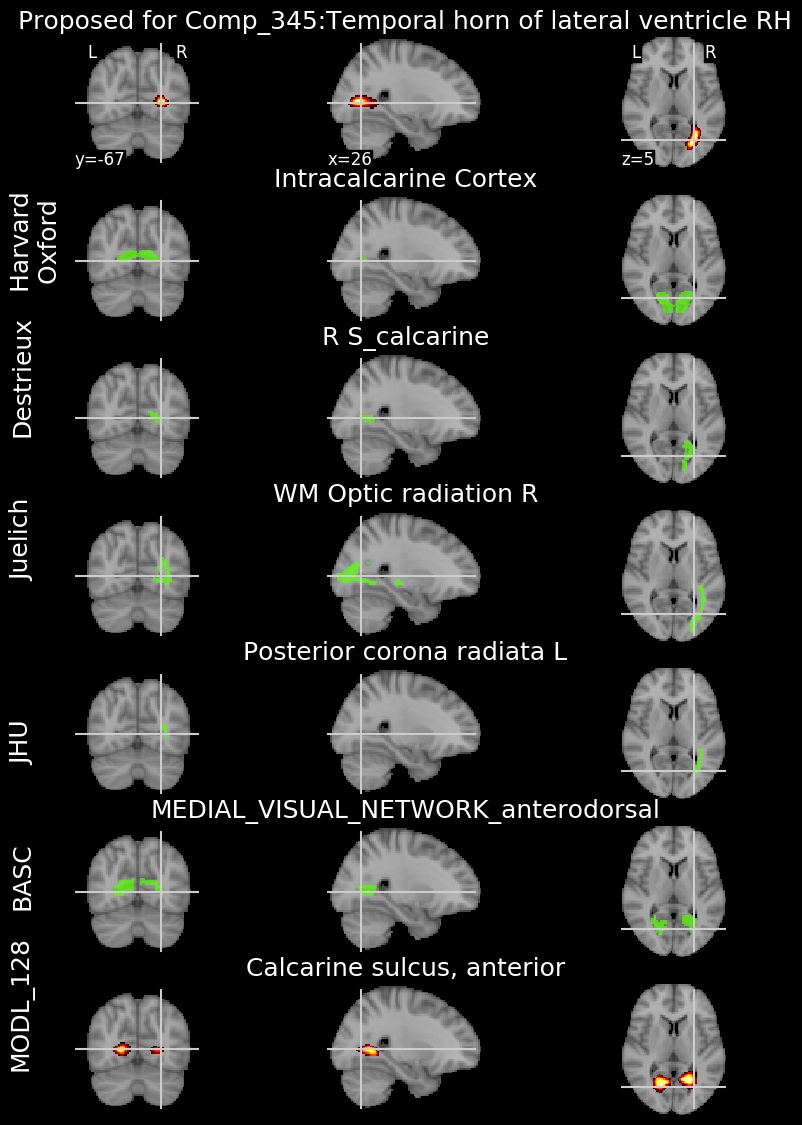 Proposed for Comp_345:Temporal horn of lateral ventricle RH
L R
L R
y=-67
x=26
z=5
Intracalcarine Cortex
Harvard
Oxford
R S_calcarine
Destrieux
WM Optic radiation R
Juelich
Posterior corona radiata L
JHU
MEDIAL_VISUAL_NETWORK_anterodorsal
BASC
Calcarine sulcus, anterior
MODL_128